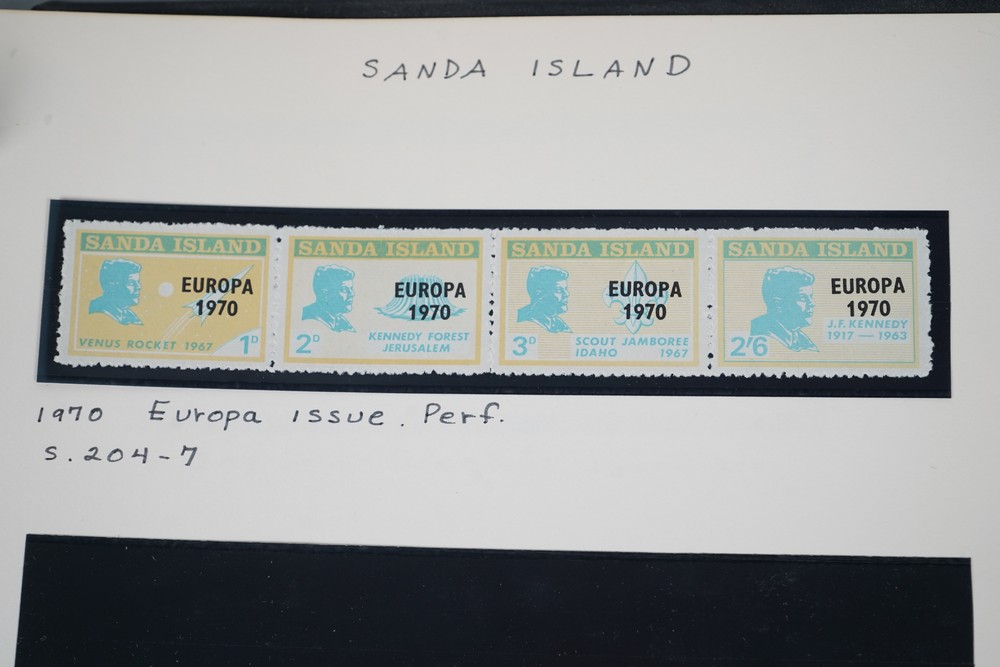 SANDA ISLAND
SANDA ISLAND
EUROPA
1970
VENUS ROCKET 1967
1D
SANDA ISLAND
EUROPA
1970
2D
KENNEDY FOREST
JERUSALEM
SANDA ISLAND
EUROPA
1970
3D
SCOUT JAMBOREE
IDAHO 1967
SANDA ISLAND
EUROPA
1970
2'6
J.F. KENNEDY
1917 — 1963
1970 Europa issue. Perf.
S. 204-7